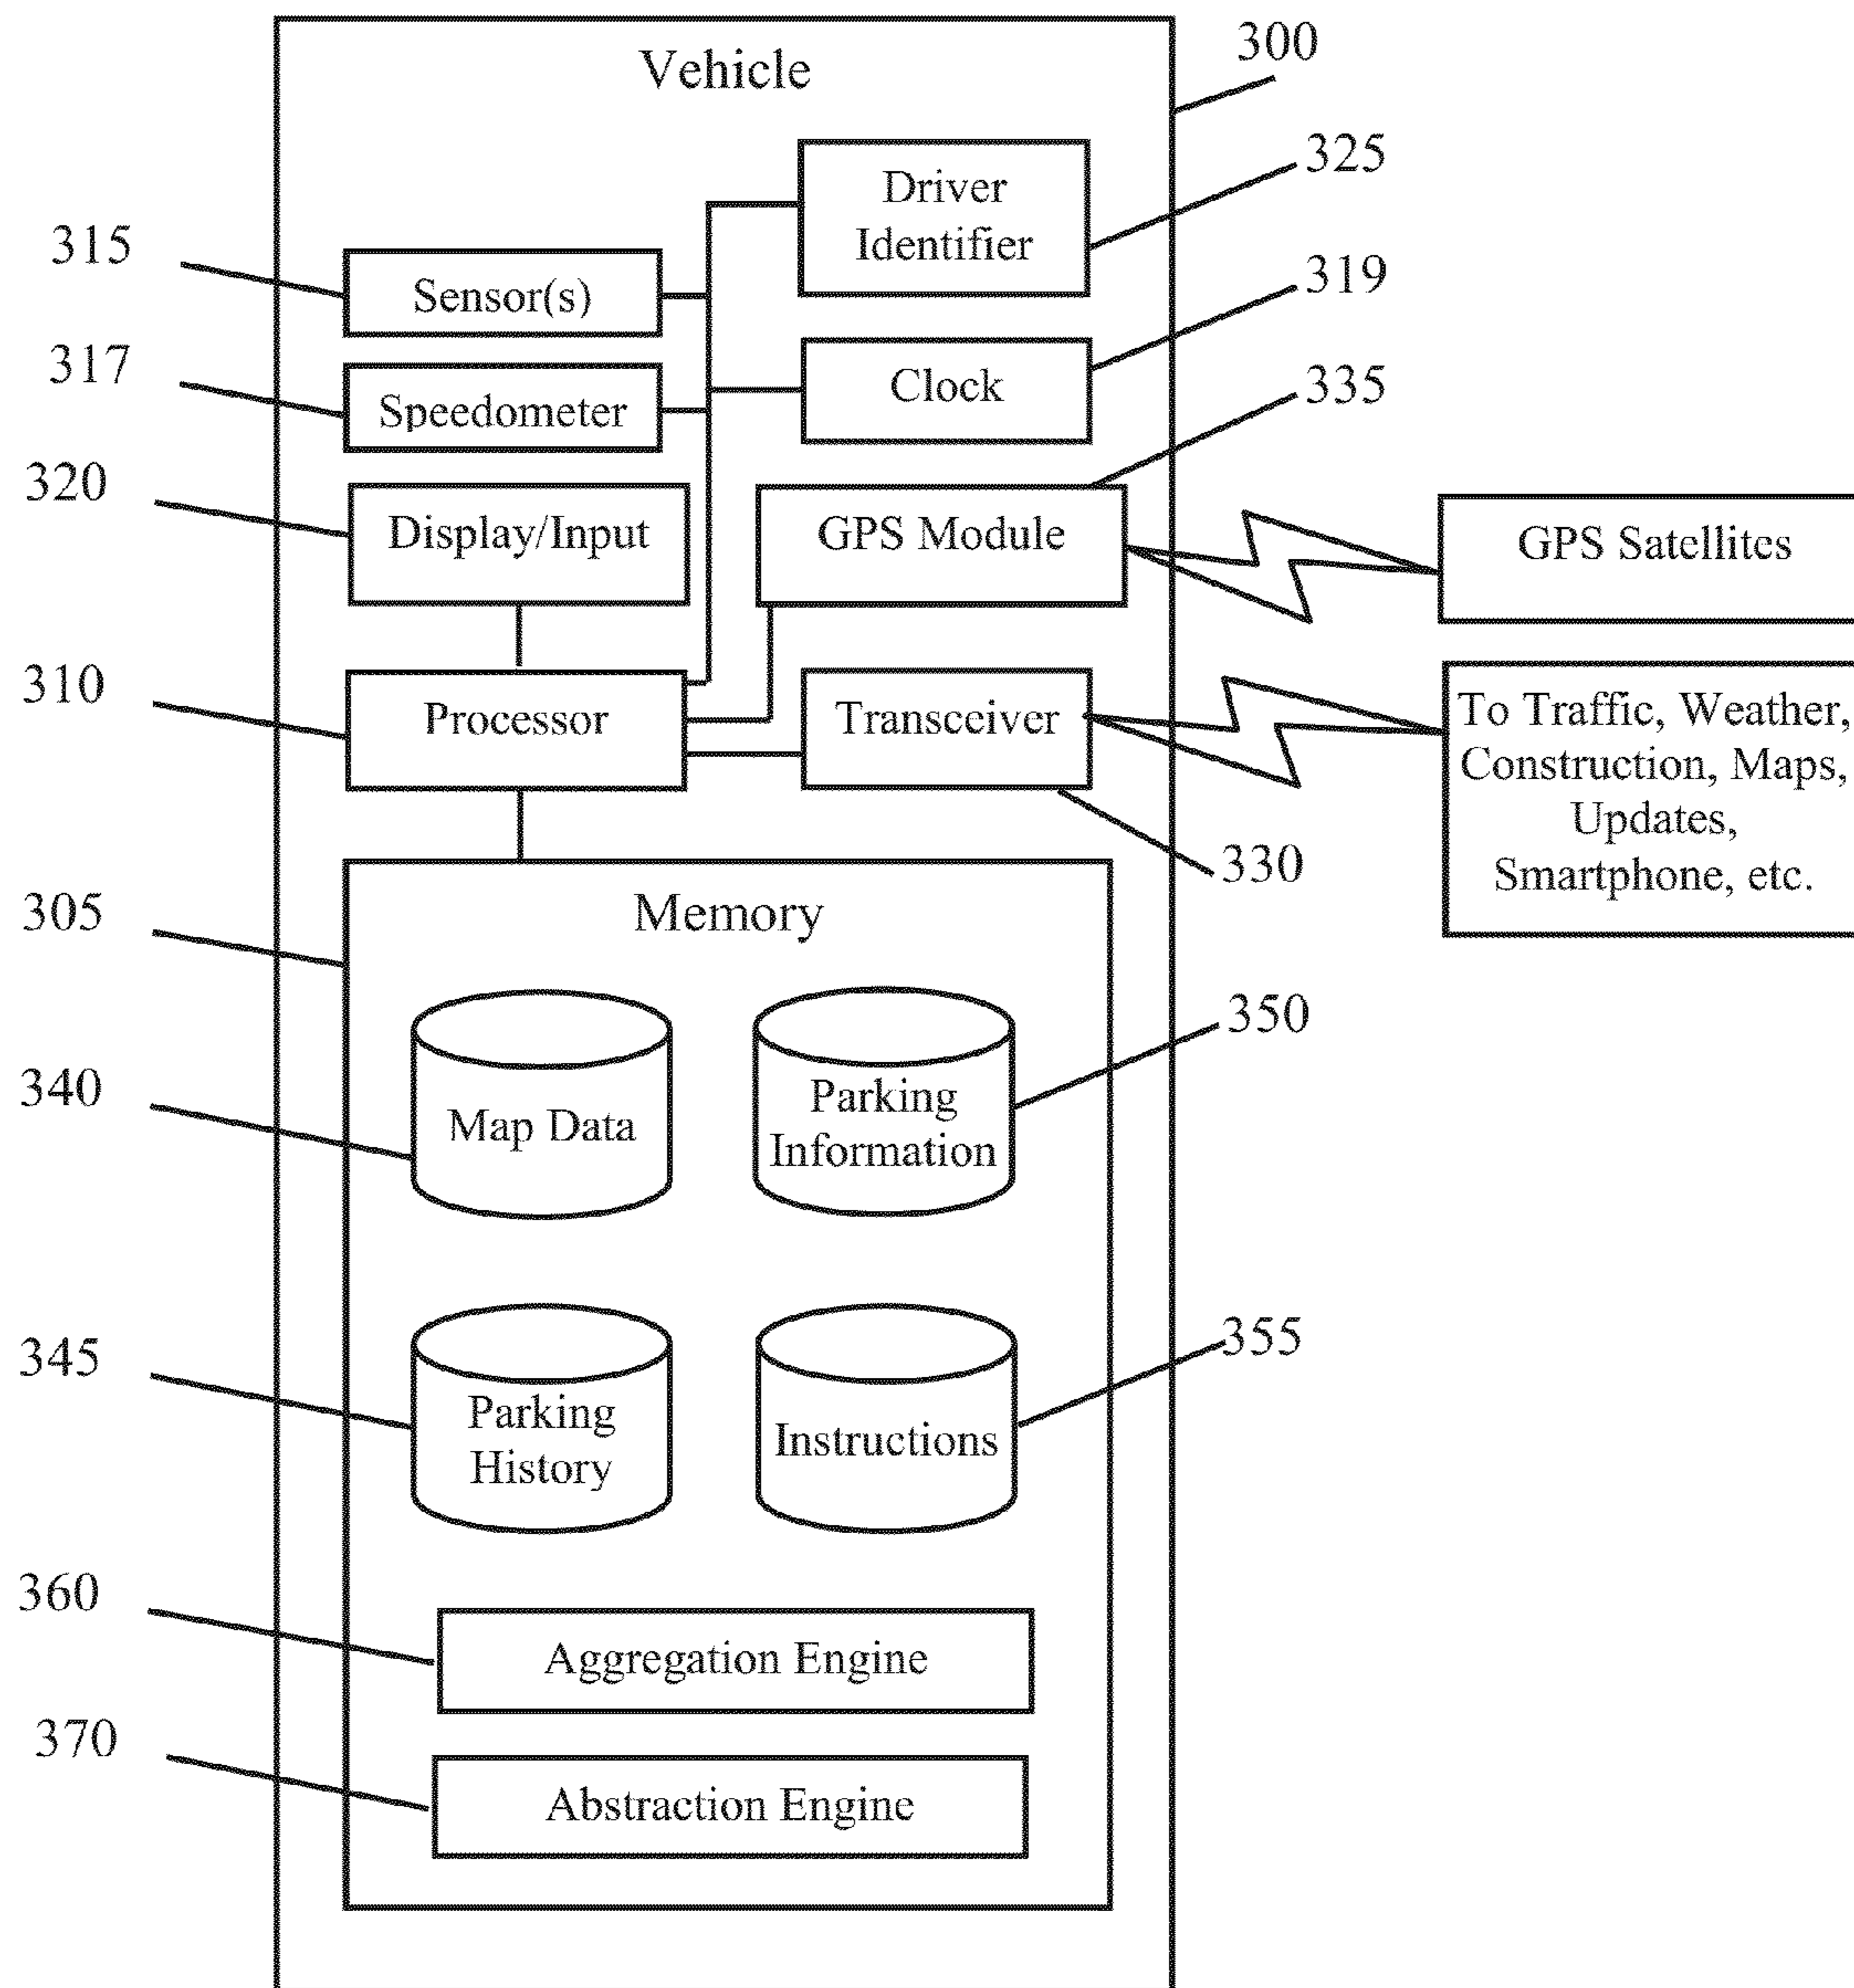 Vehicle
300
Driver
Identifier
325
315
Sensor(s)
319
317
Speedometer
Clock
335
320
Display/Input
GPS Module
GPS Satellites
310
Processor
Transceiver
To Traffic, Weather,
Construction, Maps,
Updates,
Smartphone, etc.
330
305
Memory
350
340
Map Data
Parking
Information
345
Parking
History
355
Instructions
360
Aggregation Engine
370
Abstraction Engine